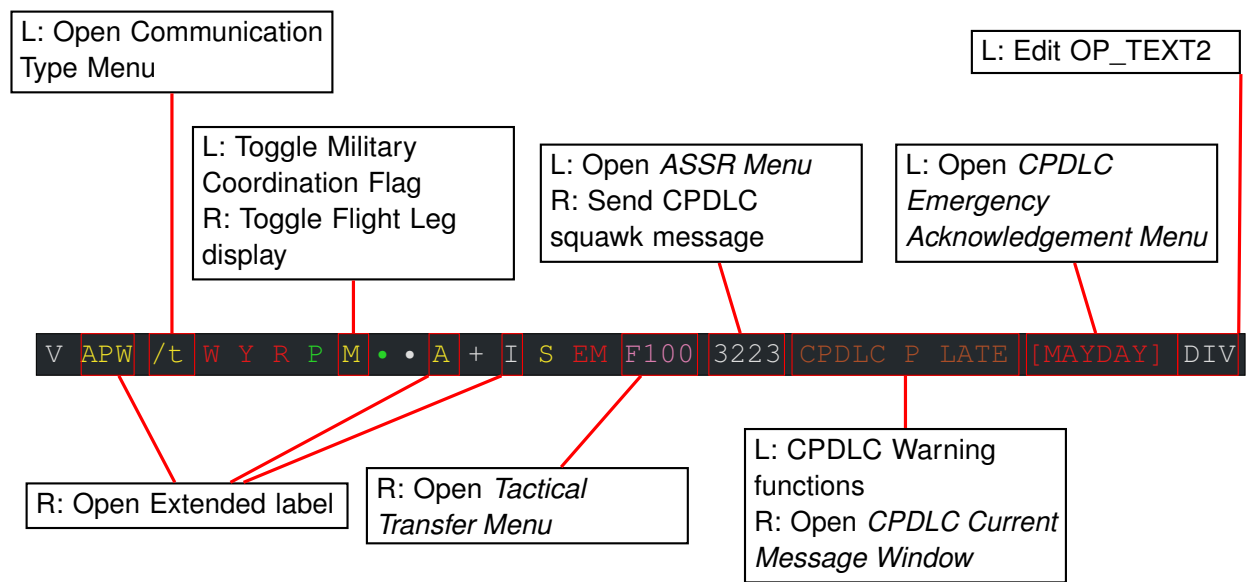 L: Open Communication
Type Menu
L: Edit OP_TEXT2
L: Toggle Military
Coordination Flag
R: Toggle Flight Leg
display
L: Open ASSR Menu
R: Send CPDLC
squawk message
L: Open CPDLC
Emergency
Acknowledgement Menu
V APW /t W Y R P M • • A + I S EM F100 3223 CPDLC P LATE [MAYDAY] DIV
R: Open Extended label
R: Open Tactical
Transfer Menu
L: CPDLC Warning
functions
R: Open CPDLC Current
Message Window